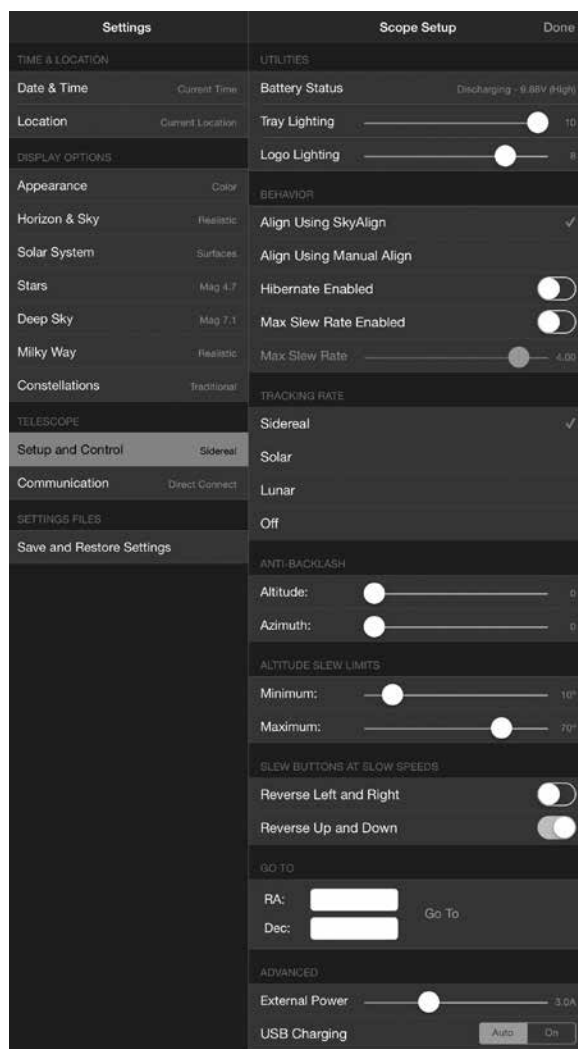 Settings
TIME & LOCATION
Date & Time Current Time
Location Current Location
DISPLAY OPTIONS
Appearance Color
Horizon & Sky Realistic
Solar System Surfaces
Stars Mag 4.7
Deep Sky Mag 7.1
Milky Way Realistic
Constellations Traditional
TELESCOPE
Setup and Control Sidereal
Communication Direct Connect
SETTINGS FILES
Save and Restore Settings
Scope Setup Done
UTILITIES
Battery Status Discharging - 9.88V (High)
Tray Lighting 10
Logo Lighting 8
BEHAVIOR
Align Using SkyAlign ✓
Align Using Manual Align
Hibernate Enabled
Max Slew Rate Enabled
Max Slew Rate 4.00
TRACKING RATE
Sidereal ✓
Solar
Lunar
Off
ANTI-BACKLASH
Altitude: 0
Azimuth: 0
ALTITUDE SLEW LIMITS
Minimum: 10°
Maximum: 70°
SLEW BUTTONS AT SLOW SPEEDS
Reverse Left and Right
Reverse Up and Down
GO TO
RA:
Go To
Dec:
ADVANCED
External Power 3.0A
USB Charging Auto On